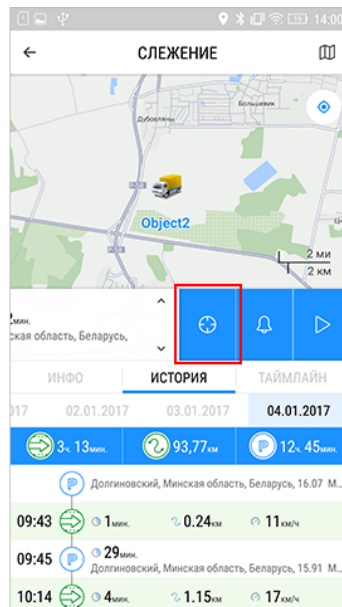 14:00
СЛЕЖЕНИЕ
Дубовляны
Большевик
Object2
2 ми
2 км
2мин.
ская область, Беларусь,
ИНФО ИСТОРИЯ ТАЙМЛАЙН
017 02.01.2017 03.01.2017 04.01.2017
3ч. 13мин. 93,77км P 12ч. 45мин.
P Долгиновский, Минская область, Беларусь, 16.07 М...
09:43 1мин. 0.24км 11км/ч
09:45 P 29мин.
Долгиновский, Минская область, Беларусь, 15.91 М...
10:14 4мин. 1.15км 17км/ч